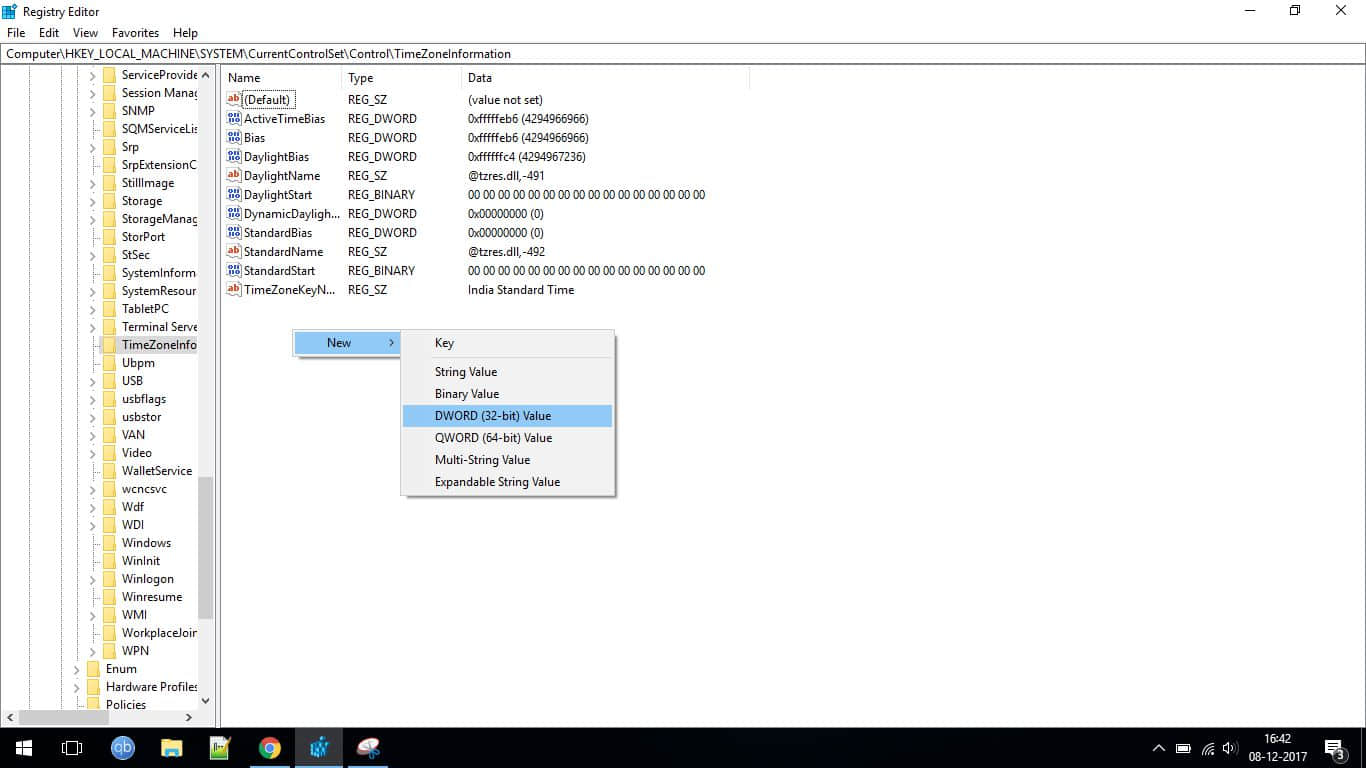 Registry Editor
File Edit View Favorites Help
Computer\HKEY_LOCAL_MACHINE\SYSTEM\CurrentControlSet\Control\TimeZoneInformation
ServiceProvide
Session Manag
SNMP
SQMServiceLis
Srp
SrpExtensionC
StillImage
Storage
StorageManag
StorPort
StSec
SystemInform
SystemResour
TabletPC
Terminal Serve
TimeZoneInfo
Ubpm
USB
usbflags
usbstor
VAN
Video
WalletService
wcncsvc
Wdf
WDI
Windows
WinInit
Winlogon
Winresume
WMI
WorkplaceJoin
WPN
Enum
Hardware Profiles
Policies
Name Type Data
(Default) REG_SZ (value not set)
ActiveTimeBias REG_DWORD 0xfffffeb6 (4294966966)
Bias REG_DWORD 0xfffffeb6 (4294966966)
DaylightBias REG_DWORD 0xffffffc4 (4294967236)
DaylightName REG_SZ @tzres.dll,-491
DaylightStart REG_BINARY 00 00 00 00 00 00 00 00 00 00 00 00 00 00 00 00
DynamicDayligh... REG_DWORD 0x00000000 (0)
StandardBias REG_DWORD 0x00000000 (0)
StandardName REG_SZ @tzres.dll,-492
StandardStart REG_BINARY 00 00 00 00 00 00 00 00 00 00 00 00 00 00 00 00
TimeZoneKeyN... REG_SZ India Standard Time
New
Key
String Value
Binary Value
DWORD (32-bit) Value
QWORD (64-bit) Value
Multi-String Value
Expandable String Value
qb
16:42
08-12-2017
3